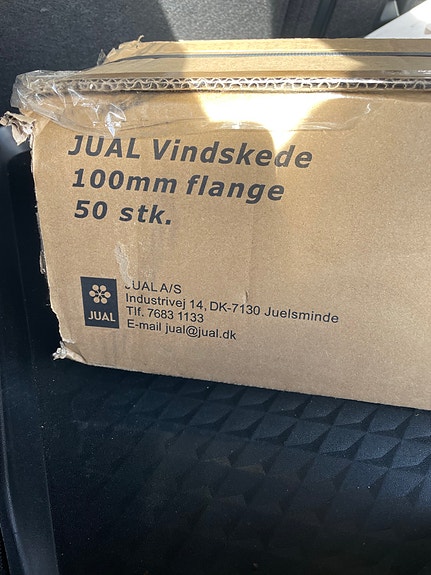 JUAL Vindskede
100mm flange
50 stk.
JUAL A/S
Industrivej 14, DK-7130 Juelsminde
Tlf. 7683 1133
E-mail jual@jual.dk
JUAL